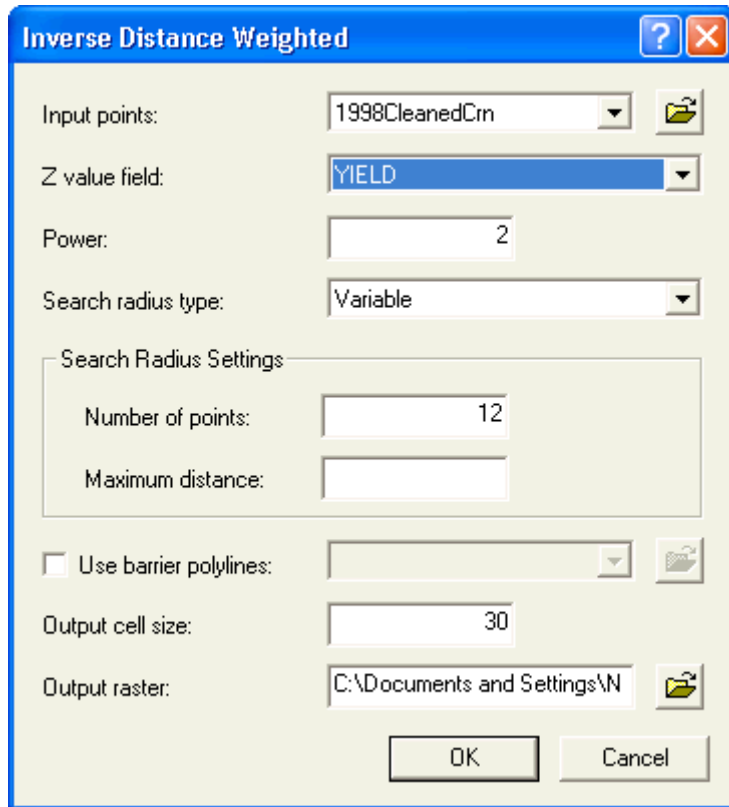 Inverse Distance Weighted
Input points: 1998CleanedCrn
Z value field: YIELD
Power: 2
Search radius type: Variable
Search Radius Settings
Number of points: 12
Maximum distance:
Use barrier polylines:
Output cell size: 30
Output raster: C:\Documents and Settings\N
OK Cancel